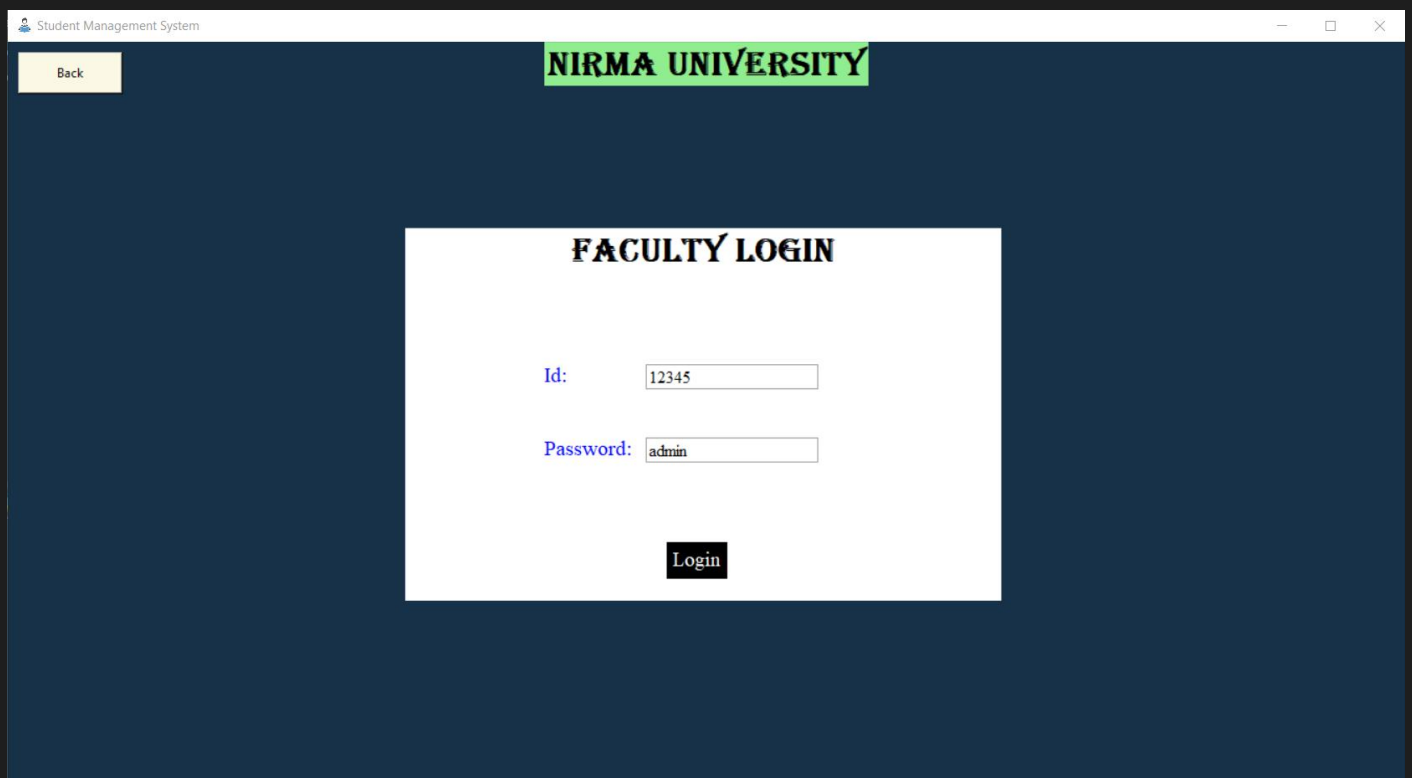 Student Management System
Back
NIRMA UNIVERSITY
FACULTY LOGIN
Id: 12345
Password: admin
Login